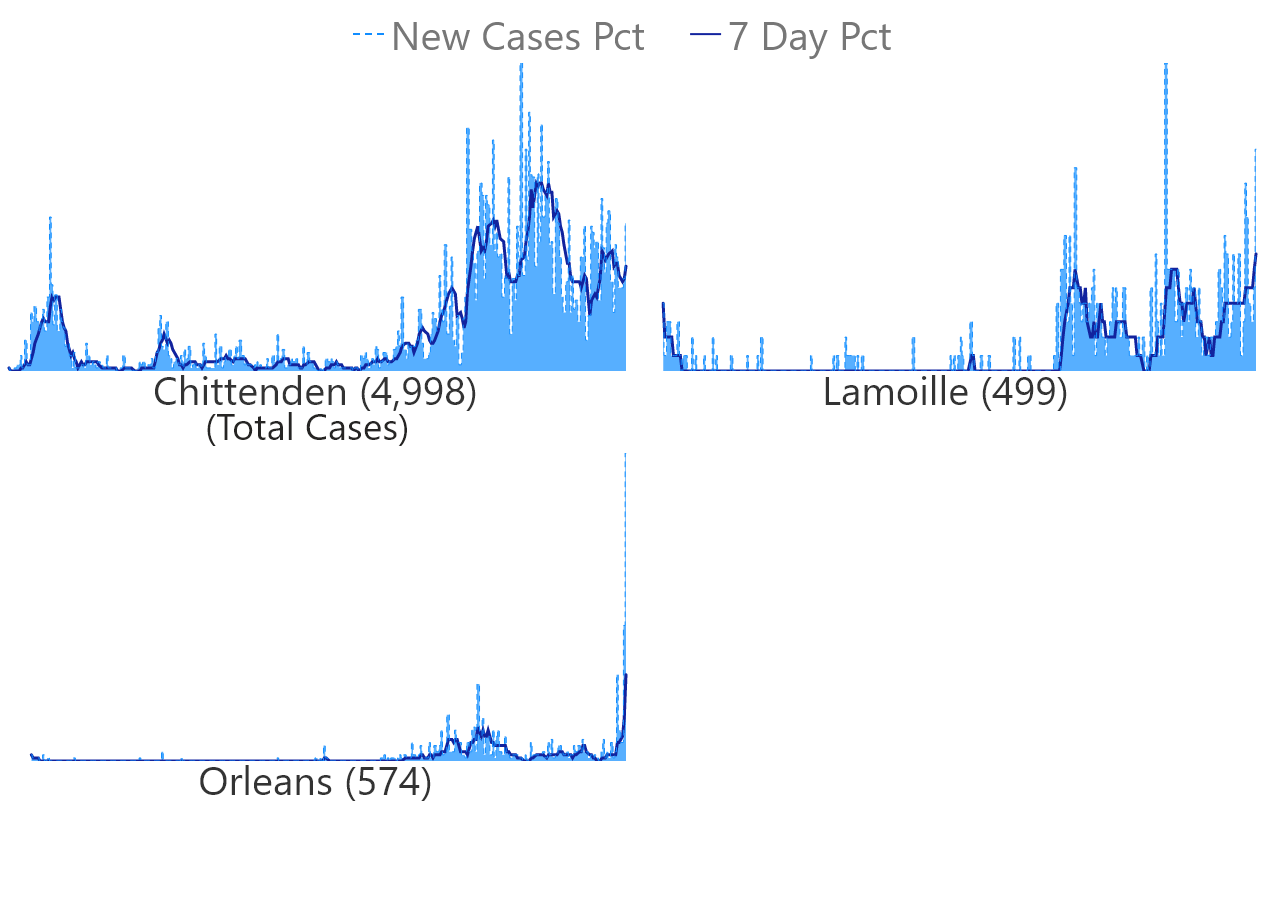 New Cases Pct 7 Day Pct
Chittenden (4,998)
(Total Cases)
Lamoille (499)
Orleans (574)